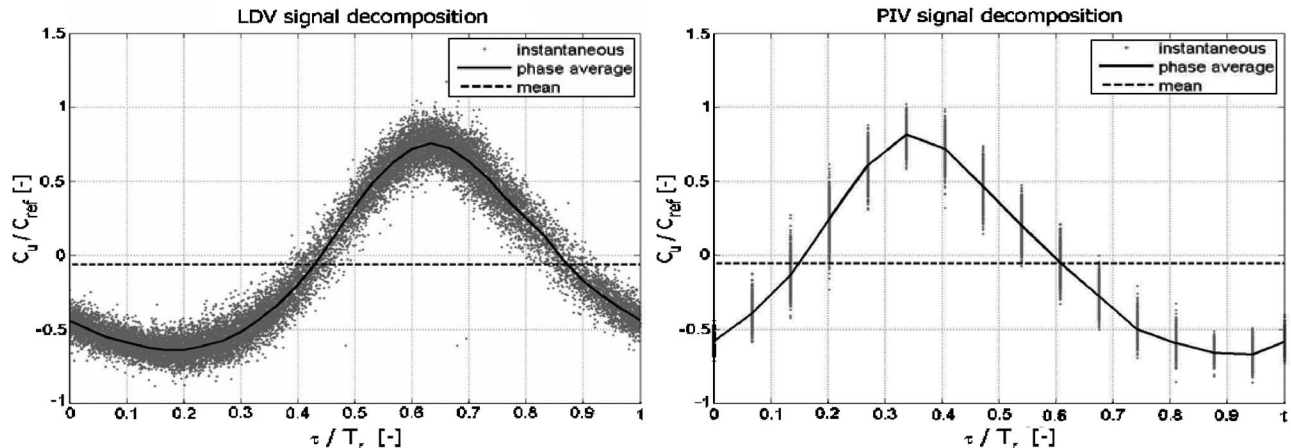 LDV signal decomposition
1.5
1
0.5
0
-0.5
-1
C_u / C_ref [-]
instantaneous
phase average
mean
0 0.1 0.2 0.3 0.4 0.5 0.6 0.7 0.8 0.9 1
τ / T_r [-]
PIV signal decomposition
1.5
1
0.5
0
-0.5
-1
C_u / C_ref [-]
instantaneous
phase average
mean
0 0.1 0.2 0.3 0.4 0.5 0.6 0.7 0.8 0.9 1
τ / T_r [-]